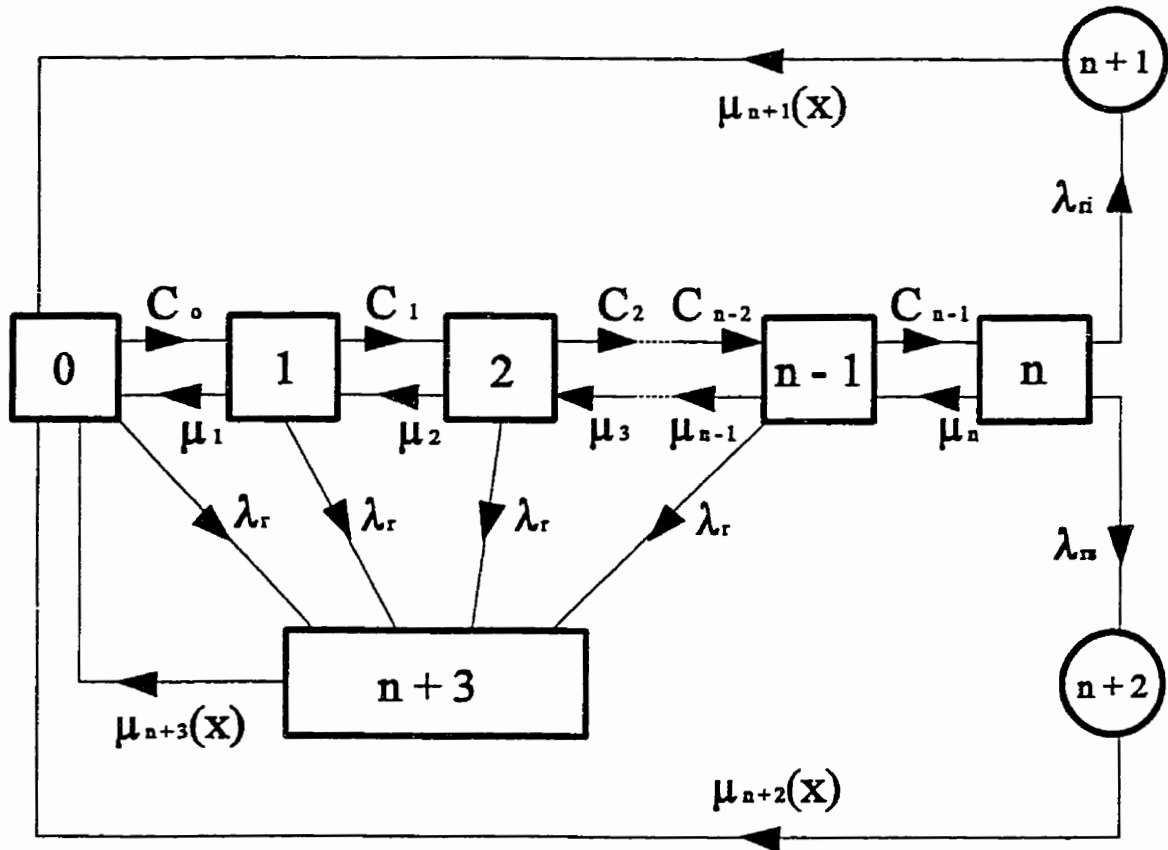 n + 1
μn+1(x)
λri
Co C1 C2 Cn-2 Cn-1
0 1 2 n - 1 n
μ1 μ2 μ3 μn-1 μn
λr λr λr λr λrs
n + 3 n + 2
μn+3(x)
μn+2(x)